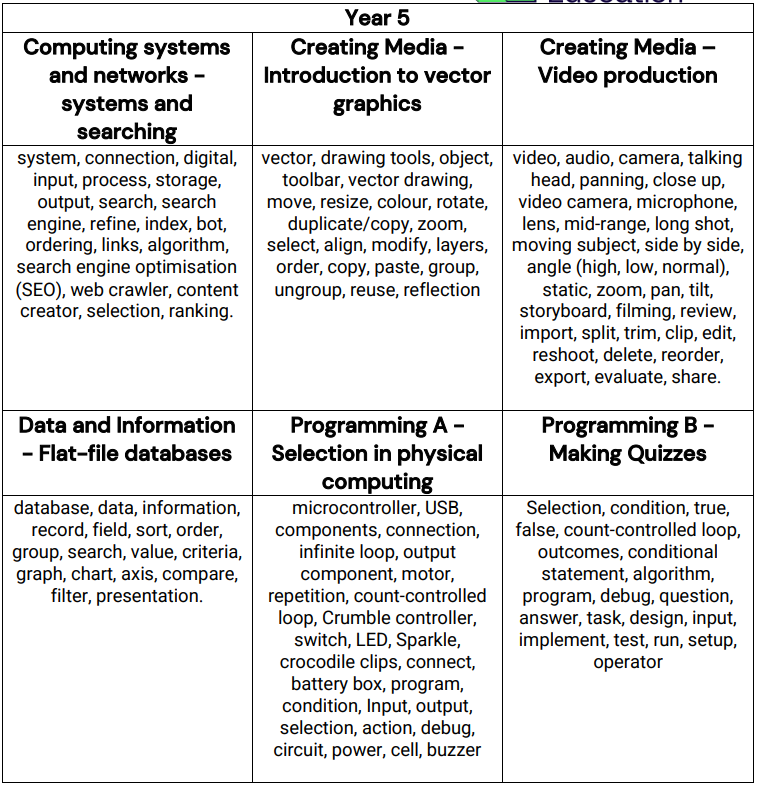 Year 5
Computing systems
and networks -
systems and
searching
Creating Media -
Introduction to vector
graphics
Creating Media –
Video production
system, connection, digital,
input, process, storage,
output, search, search
engine, refine, index, bot,
ordering, links, algorithm,
search engine optimisation
(SEO), web crawler, content
creator, selection, ranking.
vector, drawing tools, object,
toolbar, vector drawing,
move, resize, colour, rotate,
duplicate/copy, zoom,
select, align, modify, layers,
order, copy, paste, group,
ungroup, reuse, reflection
video, audio, camera, talking
head, panning, close up,
video camera, microphone,
lens, mid-range, long shot,
moving subject, side by side,
angle (high, low, normal),
static, zoom, pan, tilt,
storyboard, filming, review,
import, split, trim, clip, edit,
reshoot, delete, reorder,
export, evaluate, share.
Data and Information
- Flat-file databases
Programming A -
Selection in physical
computing
Programming B -
Making Quizzes
database, data, information,
record, field, sort, order,
group, search, value, criteria,
graph, chart, axis, compare,
filter, presentation.
microcontroller, USB,
components, connection,
infinite loop, output
component, motor,
repetition, count-controlled
loop, Crumble controller,
switch, LED, Sparkle,
crocodile clips, connect,
battery box, program,
condition, Input, output,
selection, action, debug,
circuit, power, cell, buzzer
Selection, condition, true,
false, count-controlled loop,
outcomes, conditional
statement, algorithm,
program, debug, question,
answer, task, design, input,
implement, test, run, setup,
operator